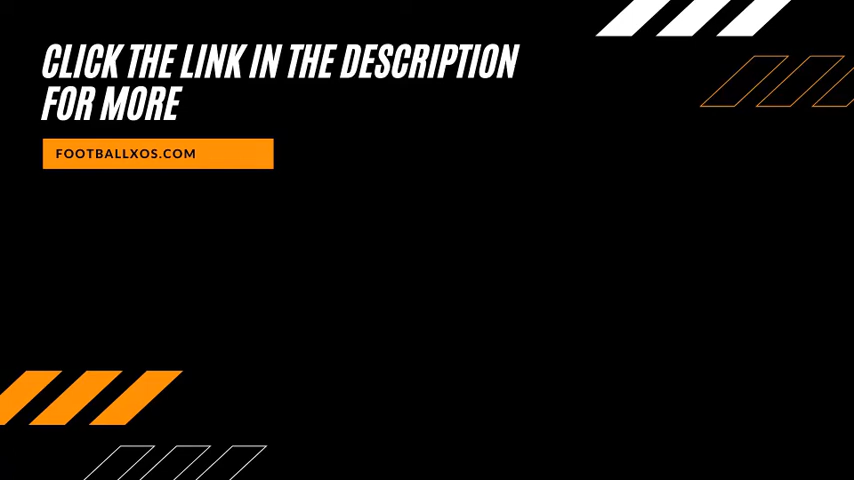 CLICK THE LINK IN THE DESCRIPTION
FOR MORE
FOOTBALLXOS.COM